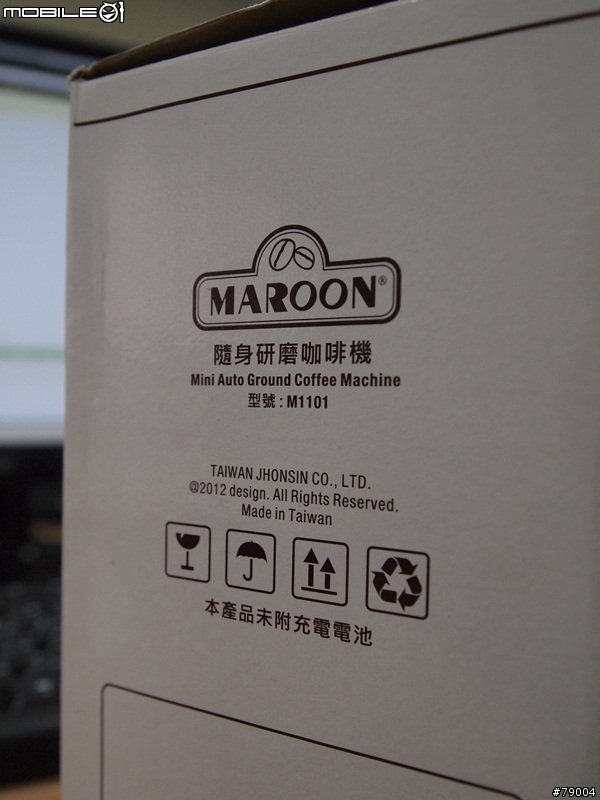 MOBILE01
MAROON®
隨身研磨咖啡機
Mini Auto Ground Coffee Machine
型號 : M1101
TAIWAN JHONSIN CO., LTD.
@2012 design. All Rights Reserved.
Made in Taiwan
本產品未附充電電池
#79004